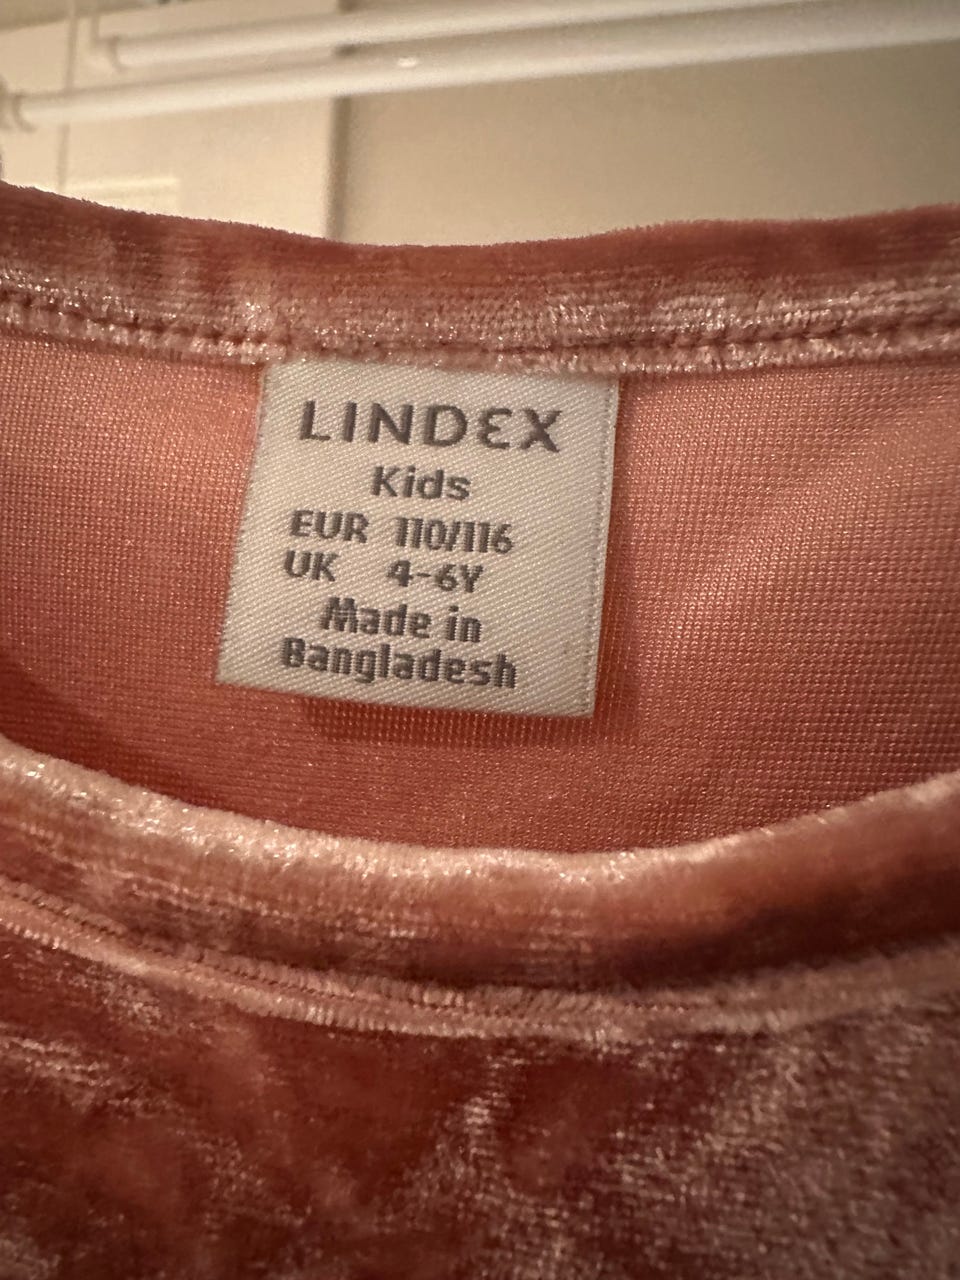 LINDEX
Kids
EUR 110/116
UK 4-6Y
Made in
Bangladesh